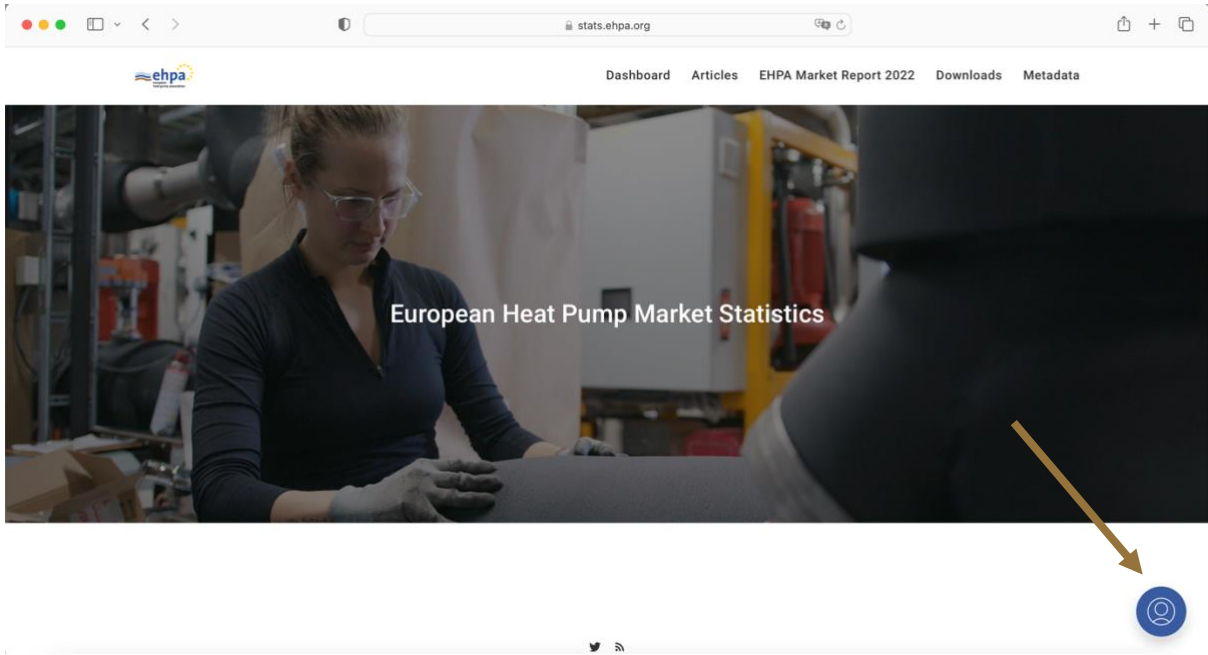 stats.ehpa.org
ehpa
Dashboard Articles EHPA Market Report 2022 Downloads Metadata
European Heat Pump Market Statistics